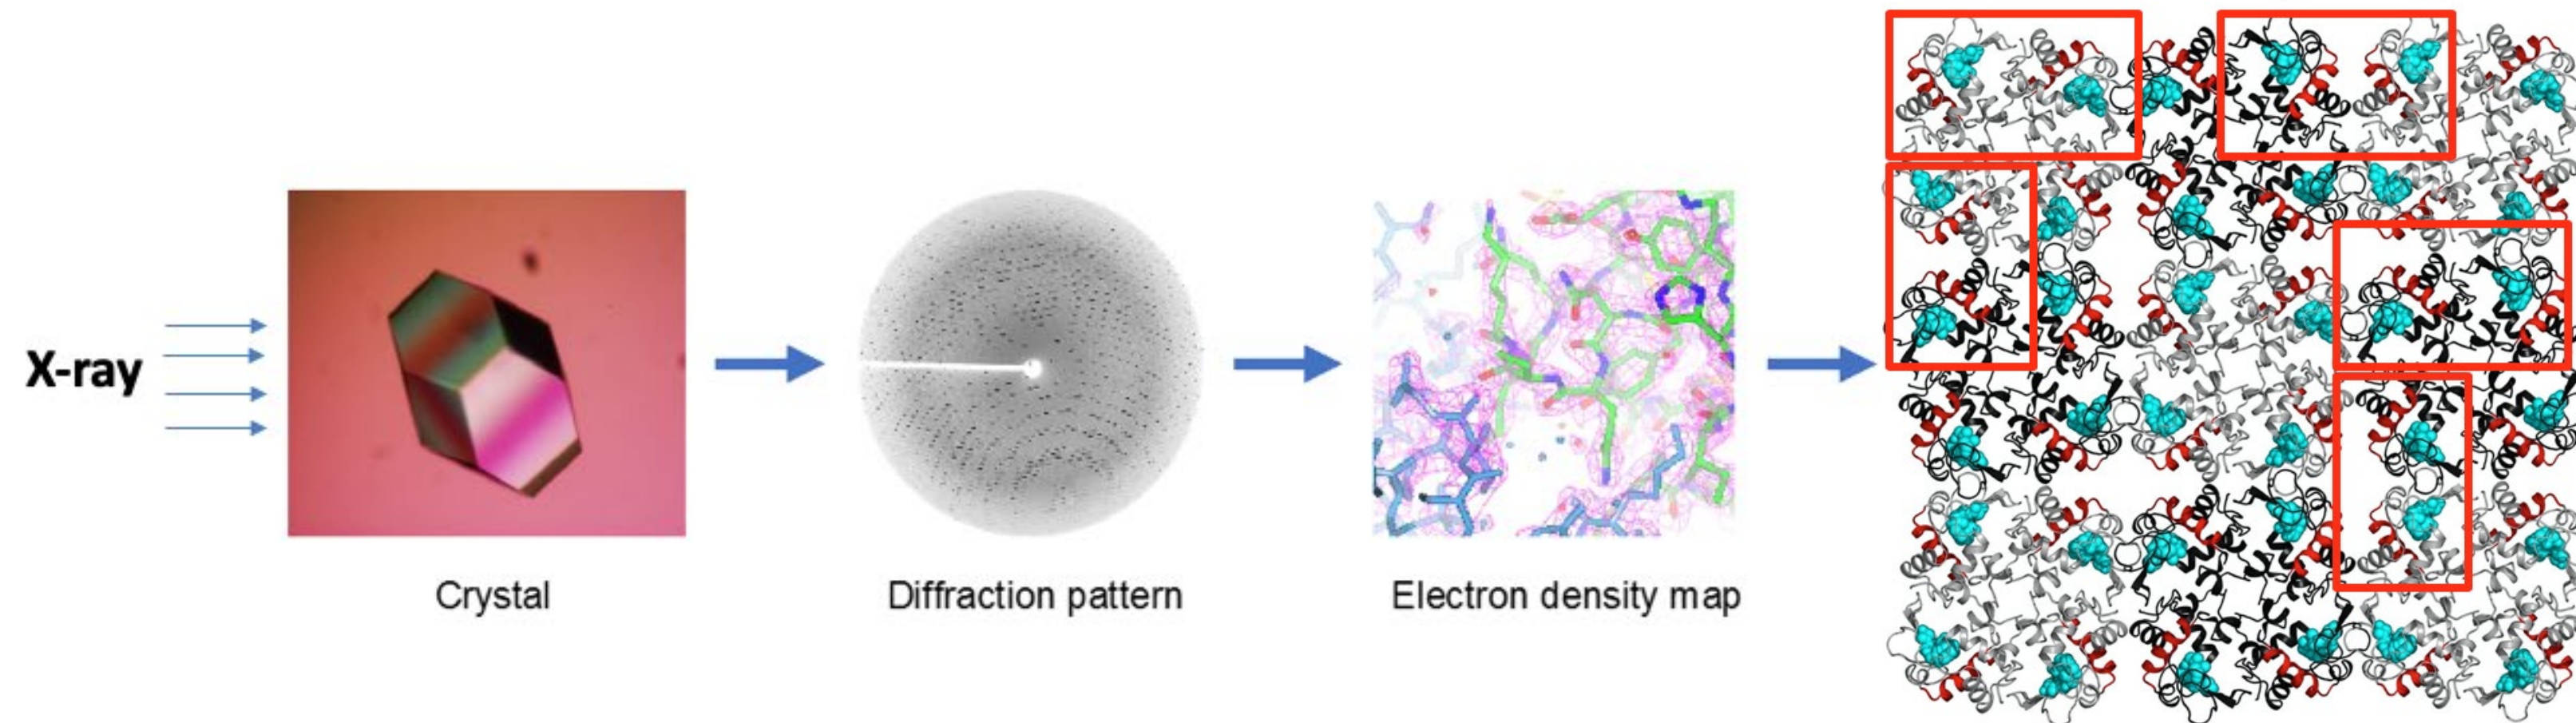 X-ray
Crystal
Diffraction pattern
Electron density map